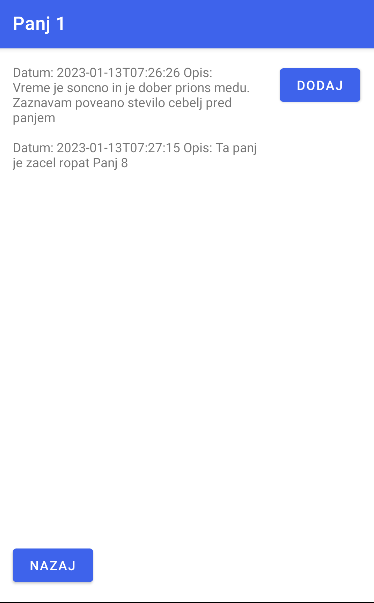 Panj 1
Datum: 2023-01-13T07:26:26 Opis:
Vreme je soncno in je dober prions medu.
Zaznavam poveano stevilo cebelj pred
panjem
DODAJ
Datum: 2023-01-13T07:27:15 Opis: Ta panj
je zacel ropat Panj 8
NAZAJ